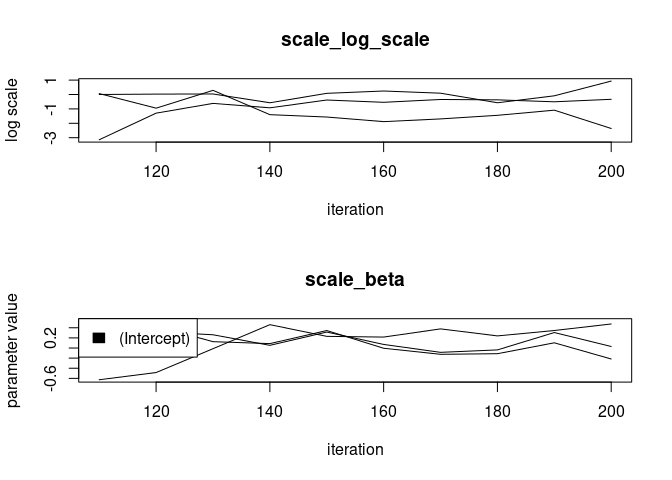 scale_log_scale
log scale
1
-1
-3
120 140 160 180 200
iteration
scale_beta
parameter value
0.2
-0.6
(Intercept)
120 140 160 180 200
iteration